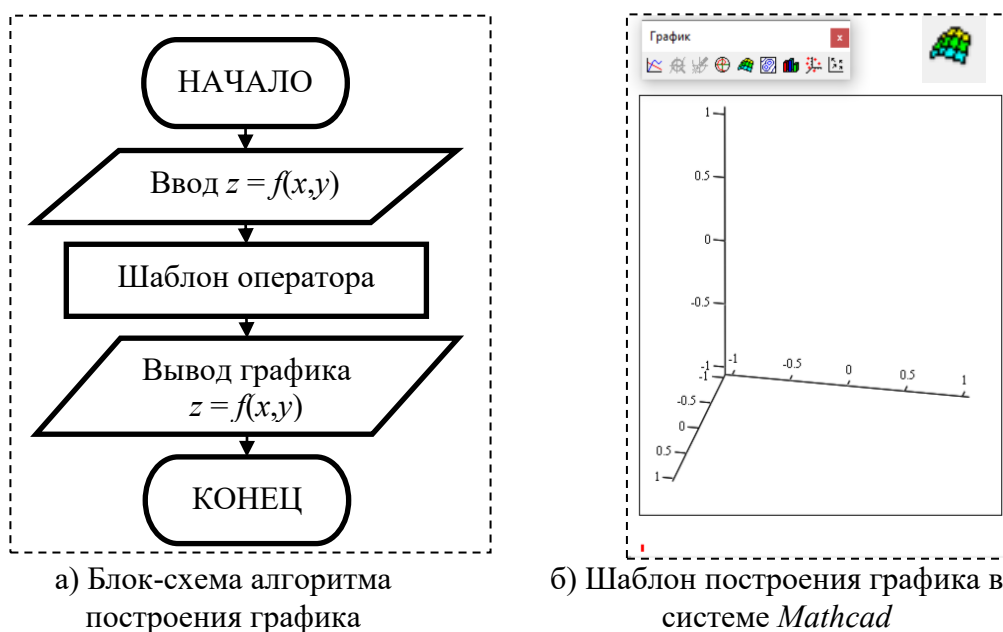 НАЧАЛО
Ввод z = f(x,y)
Шаблон оператора
Вывод графика
z = f(x,y)
КОНЕЦ
а) Блок-схема алгоритма
построения графика
График
x
1
0.5
0
-0.5
-1
-1 -0.5 0 0.5 1
-1
-0.5
0
0.5
1
б) Шаблон построения графика в
системе Mathcad